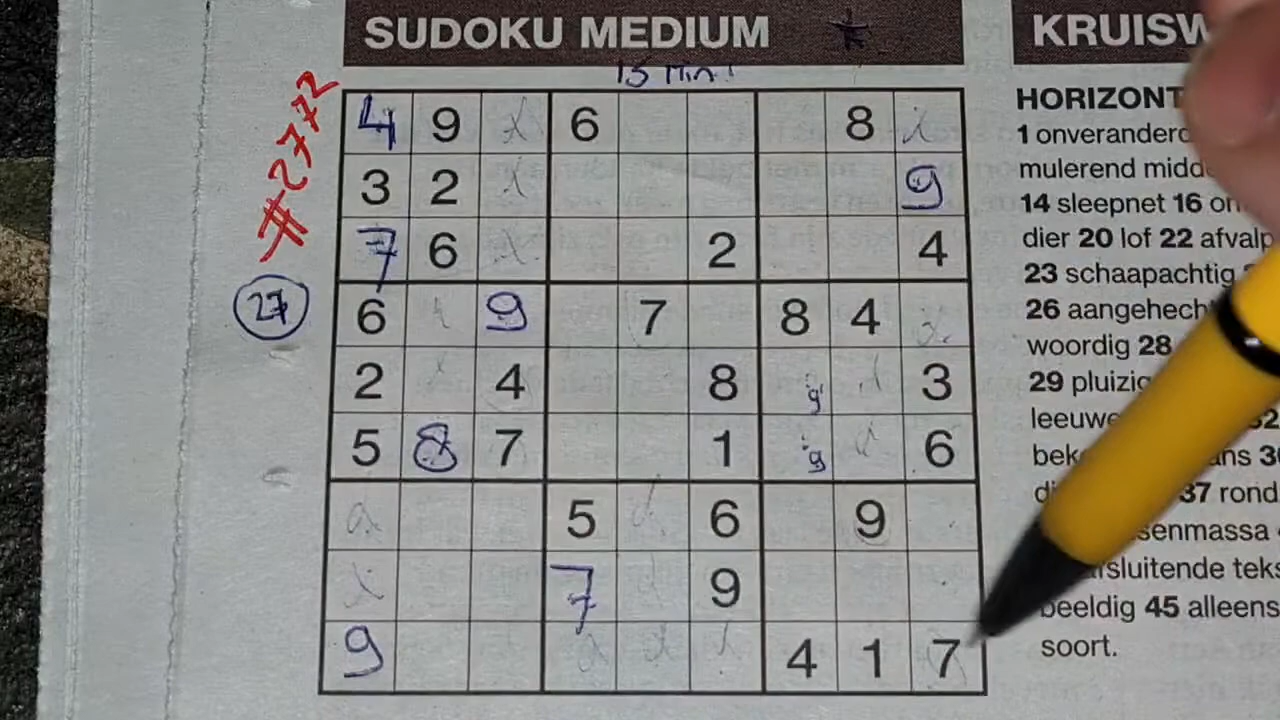 SUDOKU MEDIUM *
KRUISW
15 Min!
#2772
27
4 9 6 8
3 2 9
7 6 2 4
6 9 7 8 4
2 4 8 9 3
5 8 7 1 9 6
5 6 9
7 9
9 4 1 7
HORIZONT
1 onveranderd
mulerend midd
14 sleepnet 16
dier 20 lof 22 afvalp
23 schaapachtig
26 aangehech
woordig 28
29 pluizig
leeuwe
bek
37 rond
senmassa
sluitende teks
beeldig 45 alleens
soort.